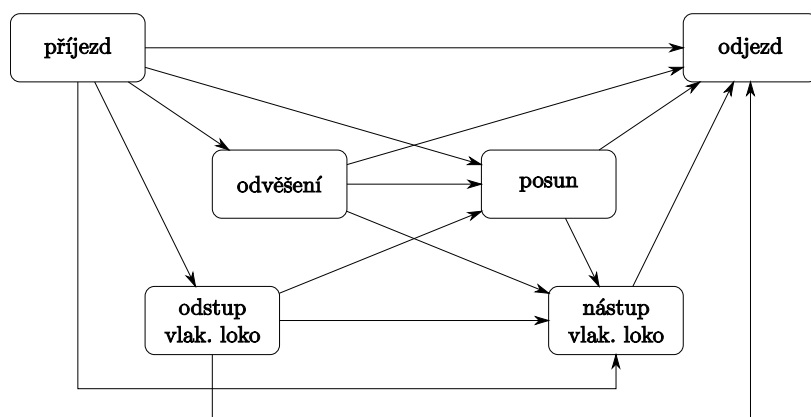 příjezd
odjezd
odvěšení
posun
odstup
vlak. loko
nástup
vlak. loko